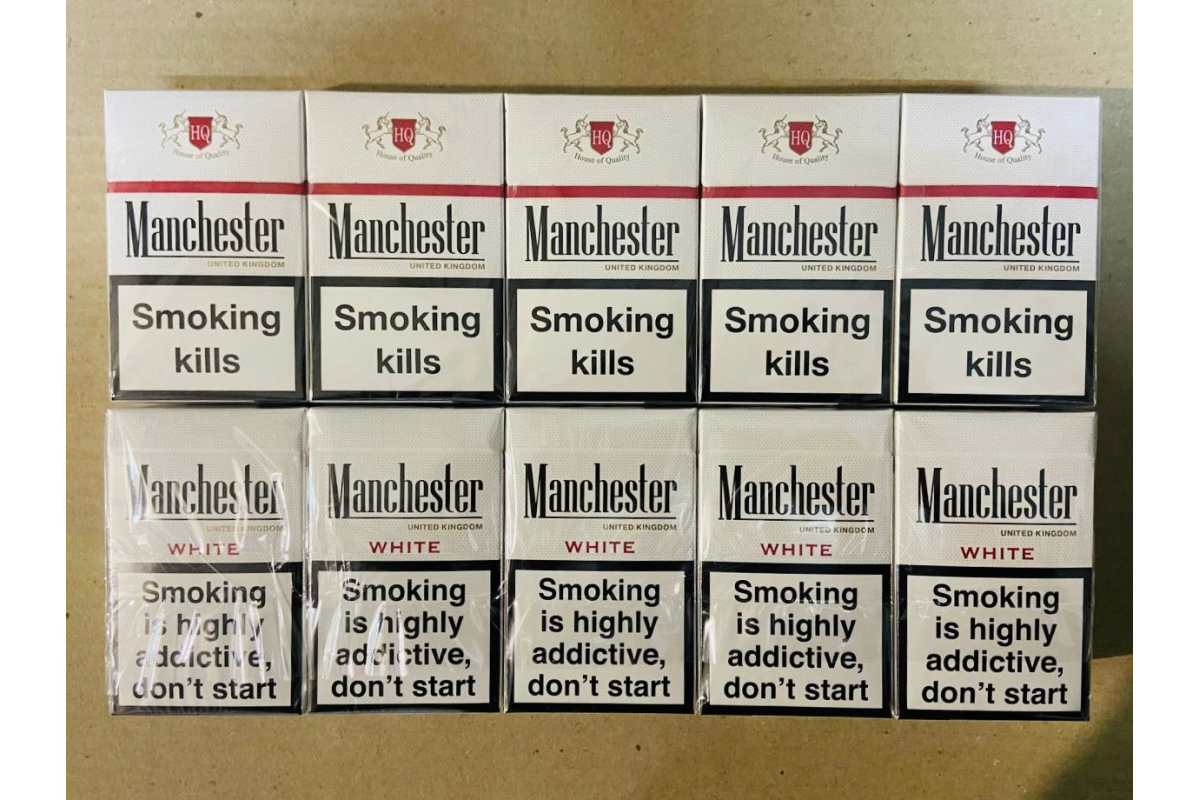 HQ HQ HQ HQ HQ
House of Quality House of Quality House of Quality House of Quality House of Quality
Manchester Manchester Manchester Manchester Manchester
UNITED KINGDOM UNITED KINGDOM UNITED KINGDOM UNITED KINGDOM UNITED KINGDOM
Smoking Smoking Smoking Smoking Smoking
kills kills kills kills kills
Manchester Manchester Manchester Manchester Manchester
UNITED KINGDOM UNITED KINGDOM UNITED KINGDOM UNITED KINGDOM UNITED KINGDOM
WHITE WHITE WHITE WHITE WHITE
Smoking Smoking Smoking Smoking Smoking
is highly is highly is highly is highly is highly
addictive, addictive, addictive, addictive, addictive,
don't start don't start don't start don't start don't start